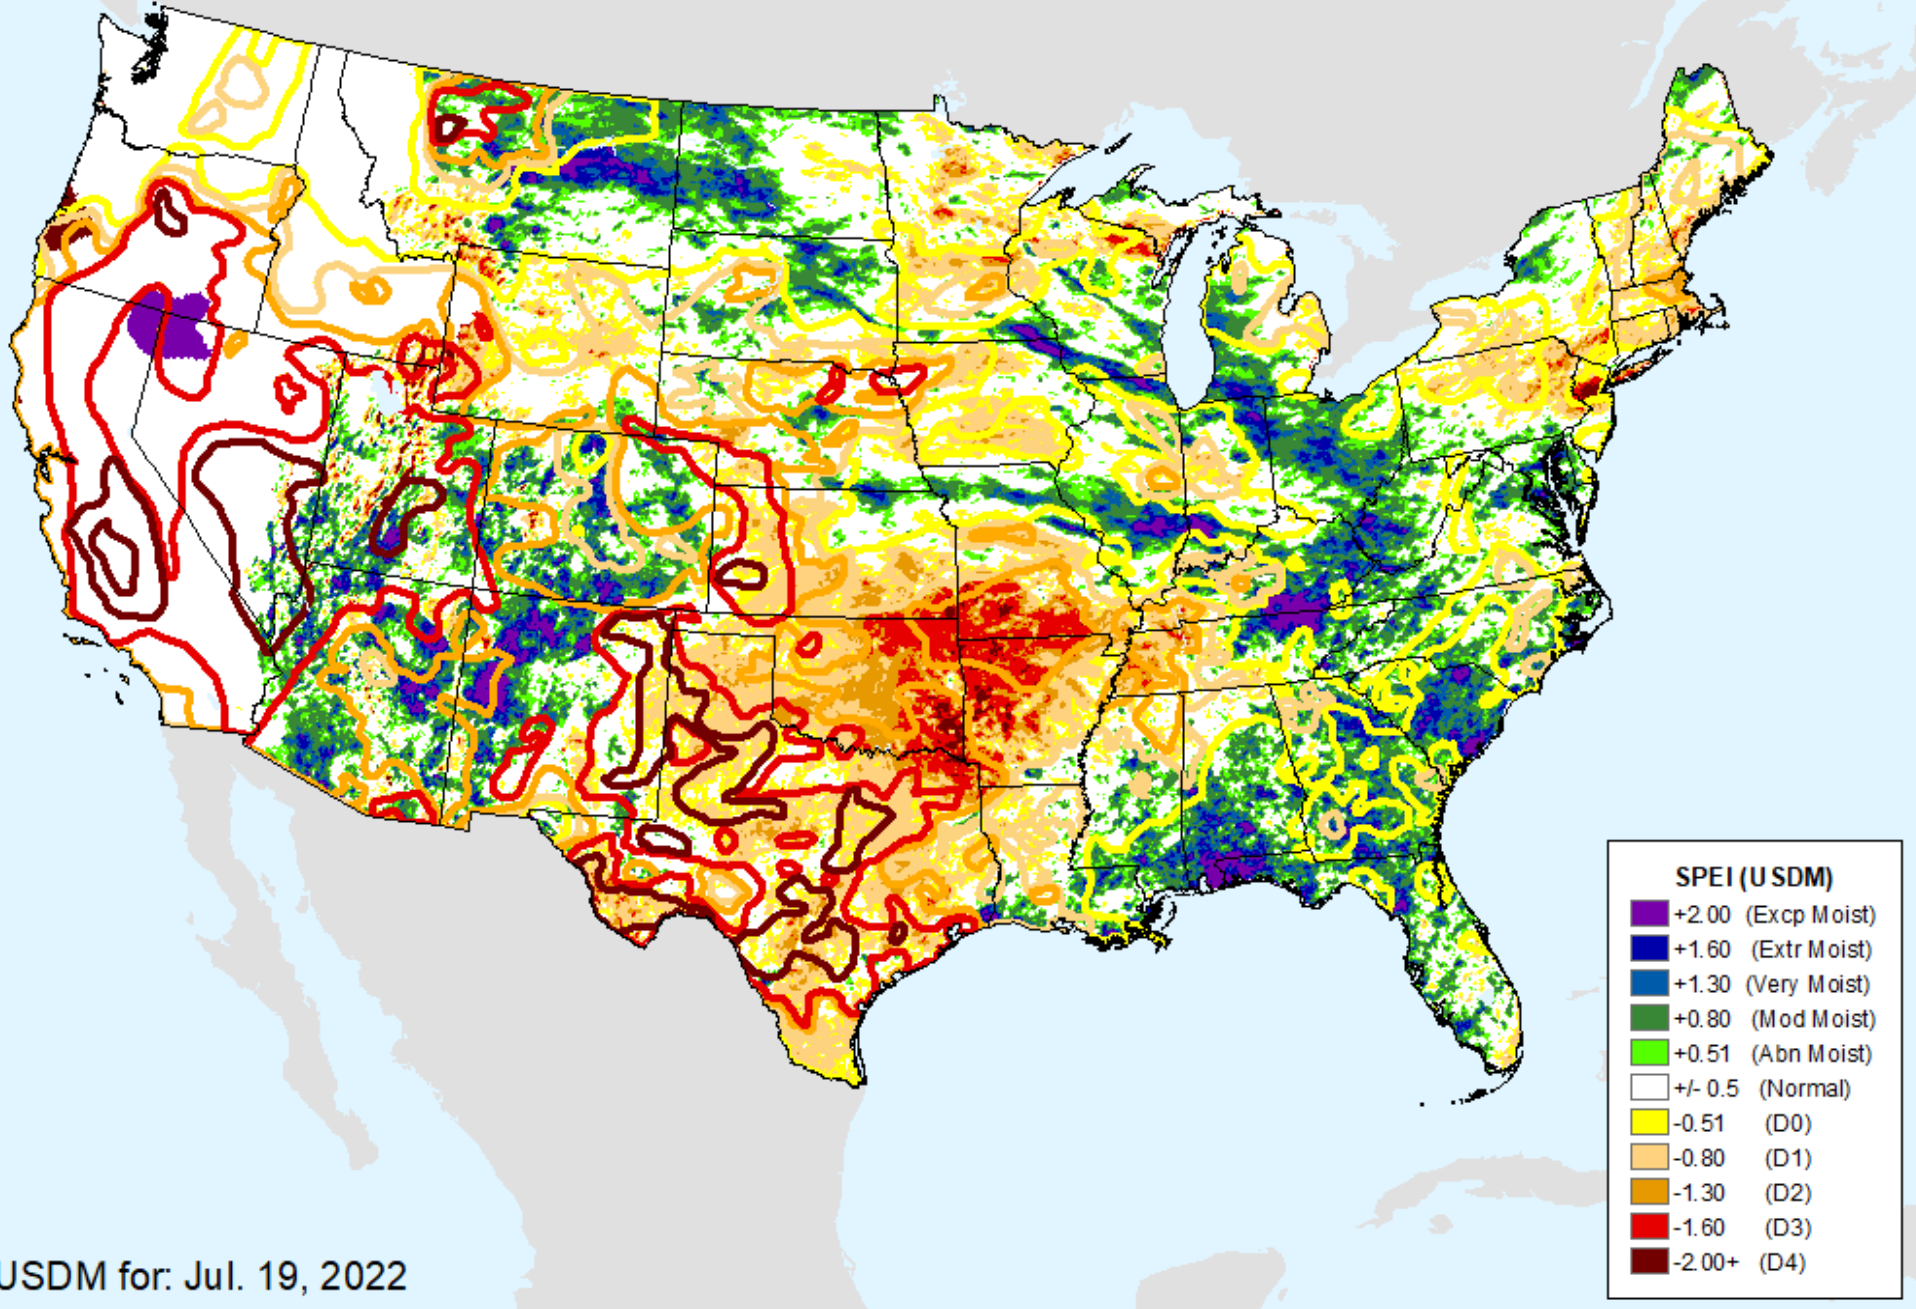 SPEI (USDM)
+2.00 (Excp Moist)
+1.60 (Extr Moist)
+1.30 (Very Moist)
+0.80 (Mod Moist)
+0.51 (Abn Moist)
+/- 0.5 (Normal)
-0.51 (D0)
-0.80 (D1)
-1.30 (D2)
-1.60 (D3)
-2.00+ (D4)
USDM for: Jul. 19, 2022